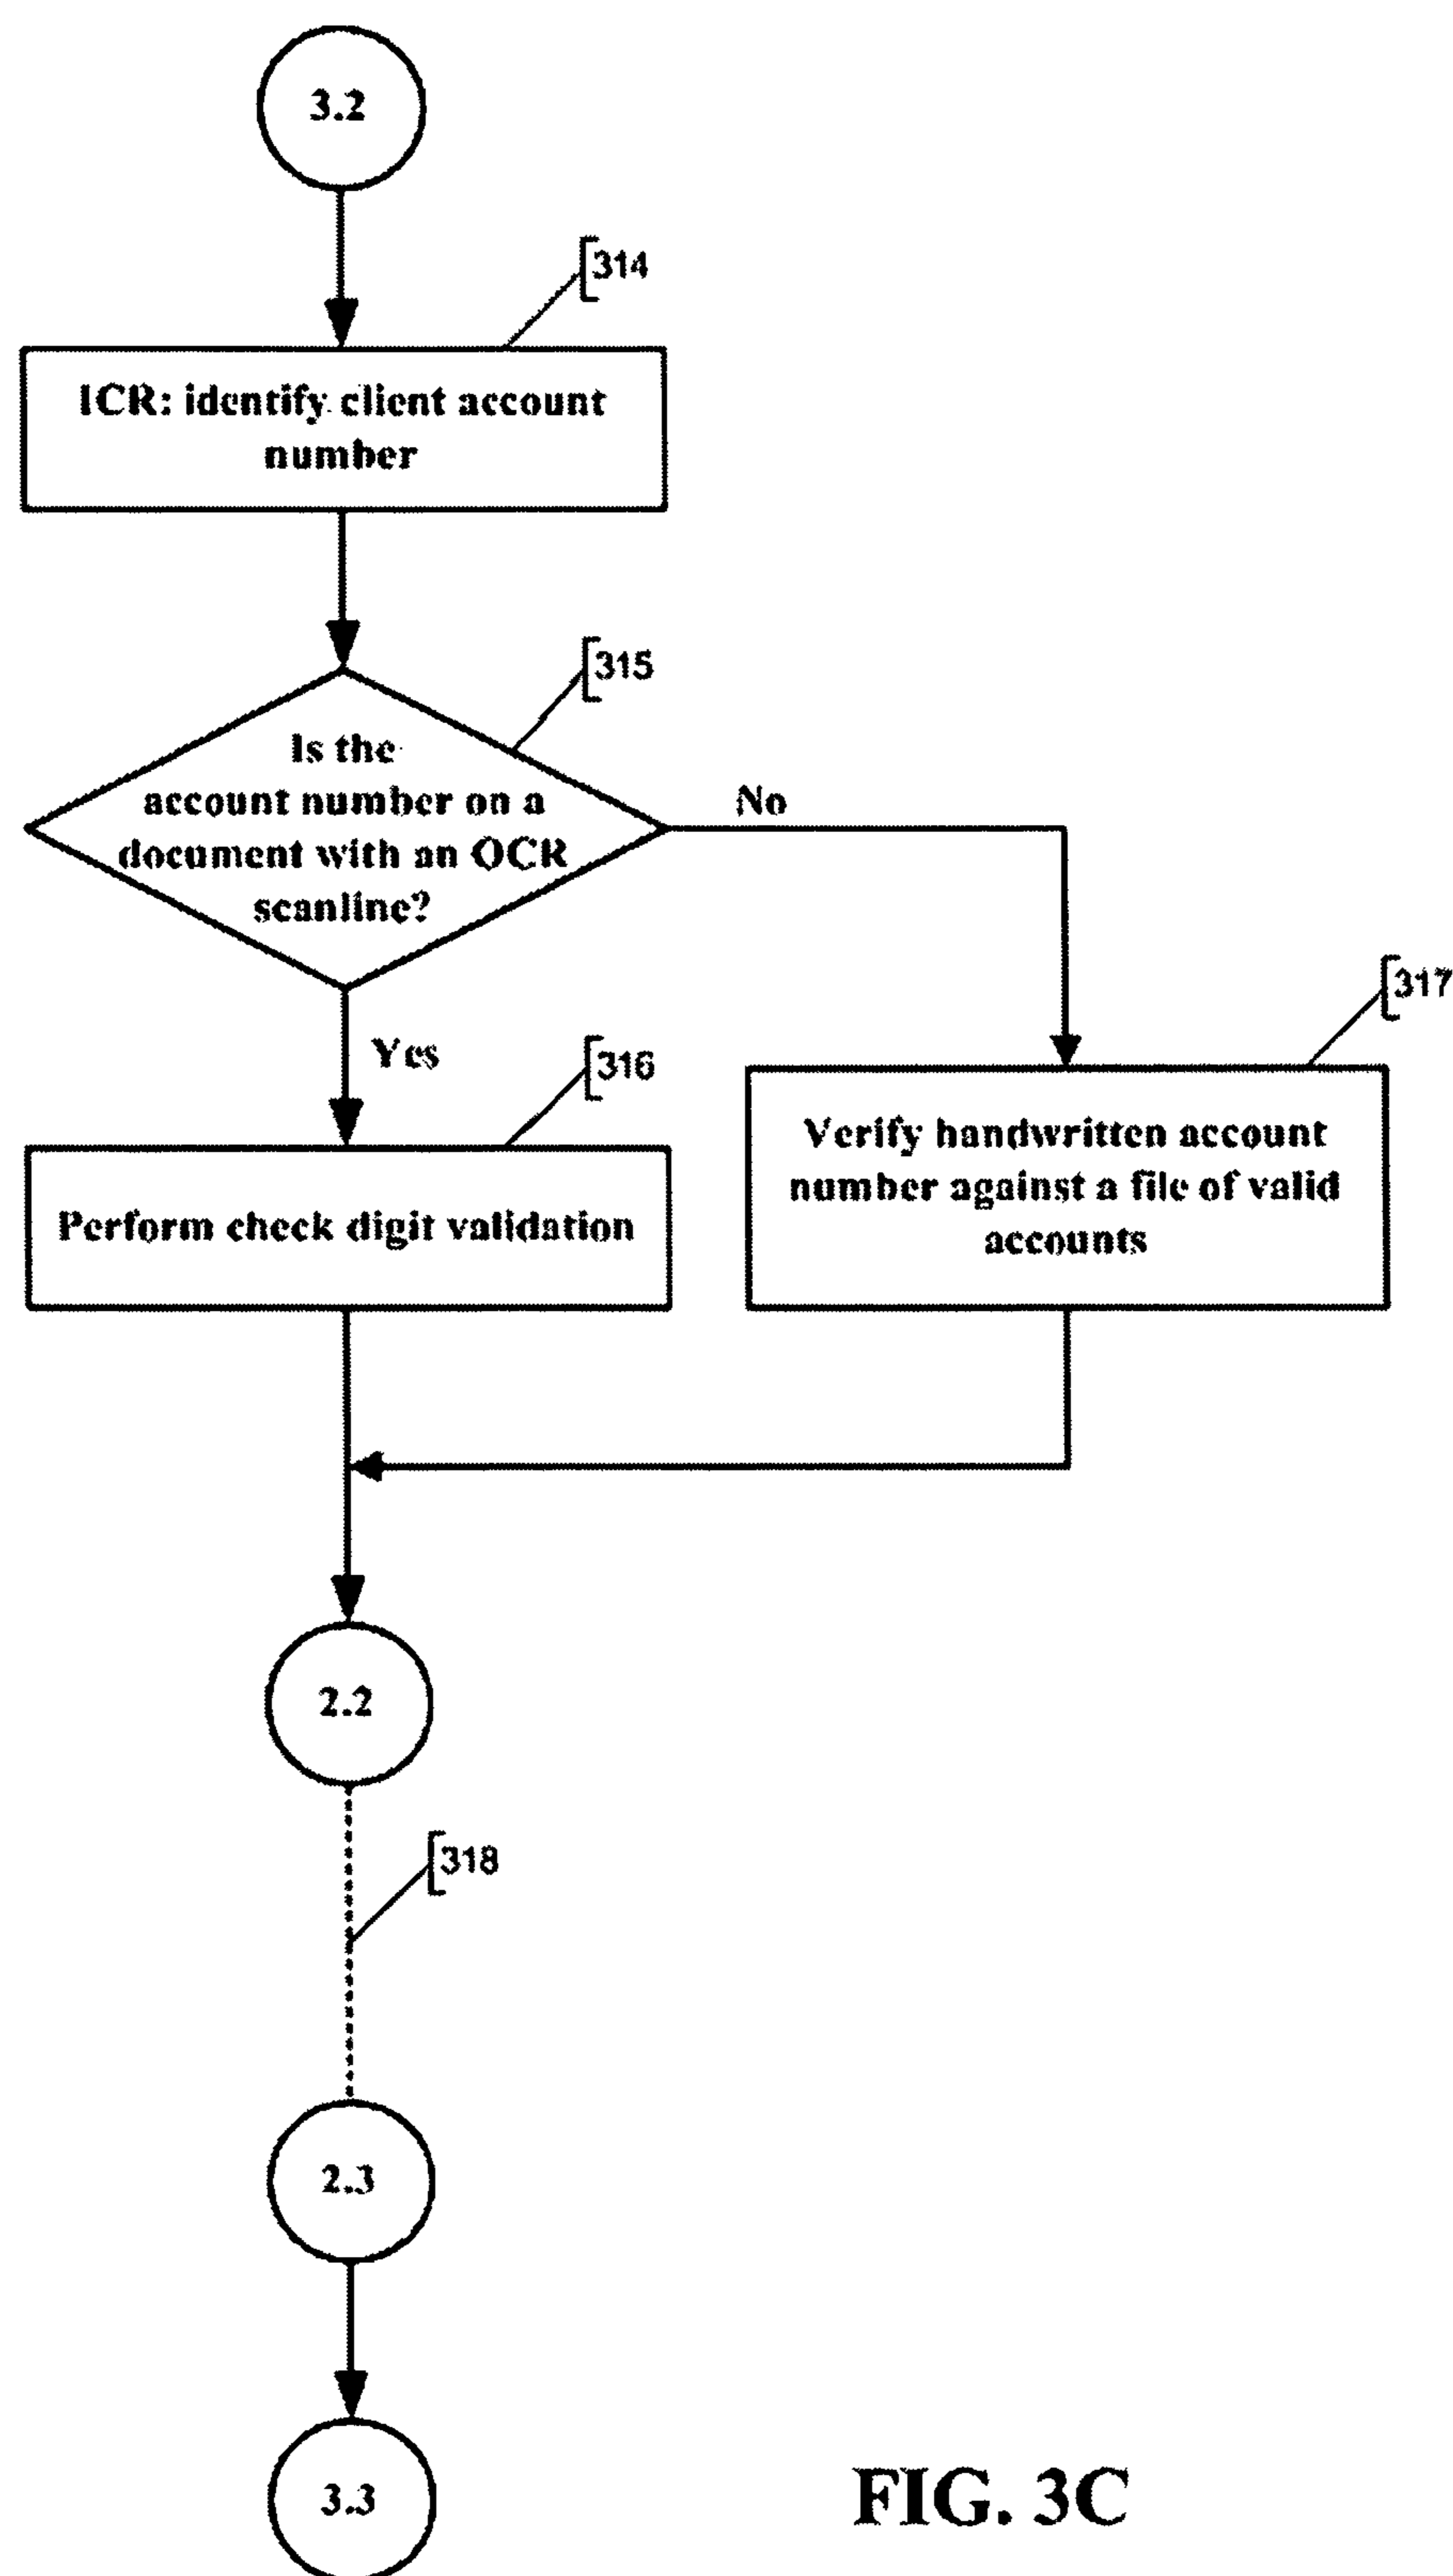 3.2
314
ICR: identify client account
number
315
Is the
account number on a
document with an OCR
scanline?
No
Yes
316
317
Perform check digit validation
Verify handwritten account
number against a file of valid
accounts
2.2
318
2.3
3.3
FIG. 3C